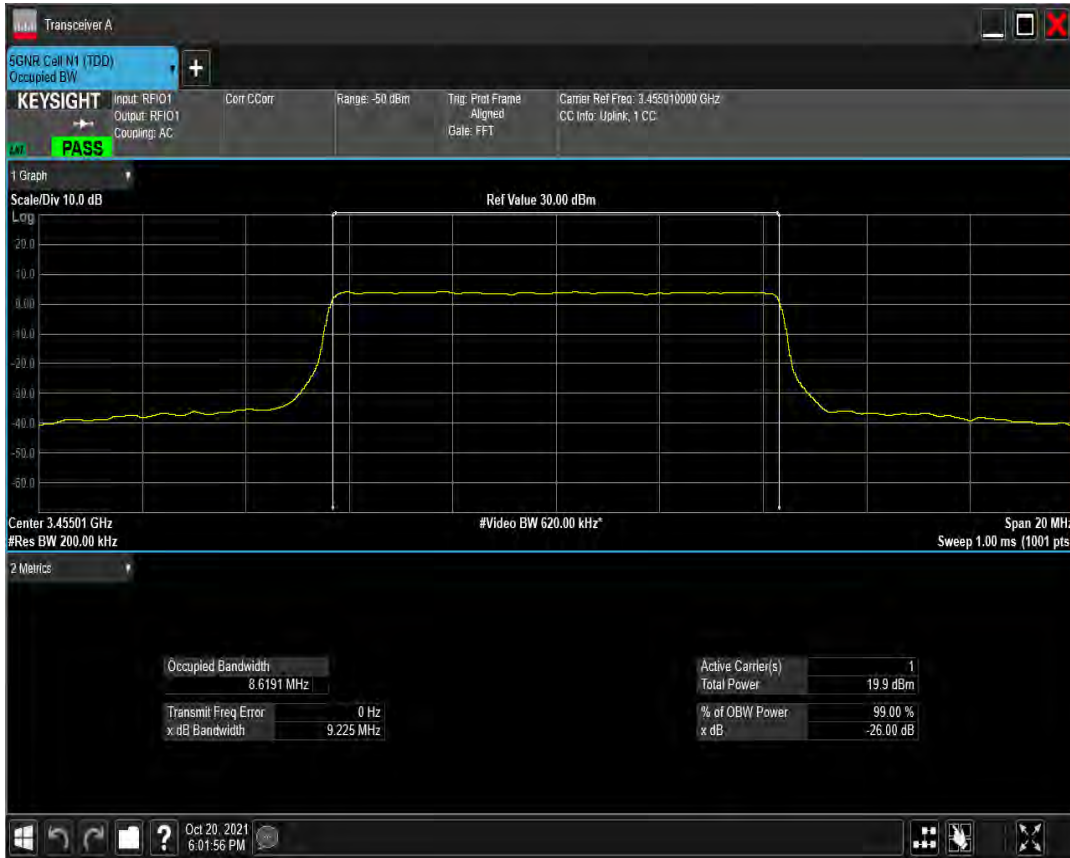 Transceiver A
5GNR Cell N1 (TDD)
Occupied BW
+
KEYSIGHT
Input: RFIO1
Output: RFIO1
Coupling: AC
Corr CCorr
Range: -50 dBm
Trig: Prot Frame
Aligned
Gate: FFT
Carrier Ref Freq: 3.455010000 GHz
CC Info: Uplink, 1 CC
PASS
1 Graph
Scale/Div 10.0 dB
Ref Value 30.00 dBm
Log
20.0
10.0
0.00
-10.0
-20.0
-30.0
-40.0
-50.0
-60.0
Center 3.45501 GHz
#Video BW 620.00 kHz*
Span 20 MHz
#Res BW 200.00 kHz
Sweep 1.00 ms (1001 pts
2 Metrics
Occupied Bandwidth
8.6191 MHz
Transmit Freq Error 0 Hz
x dB Bandwidth 9.225 MHz
Active Carrier(s) 1
Total Power 19.9 dBm
% of OBW Power 99.00 %
x dB -26.00 dB
?
Oct 20, 2021
6:01:56 PM